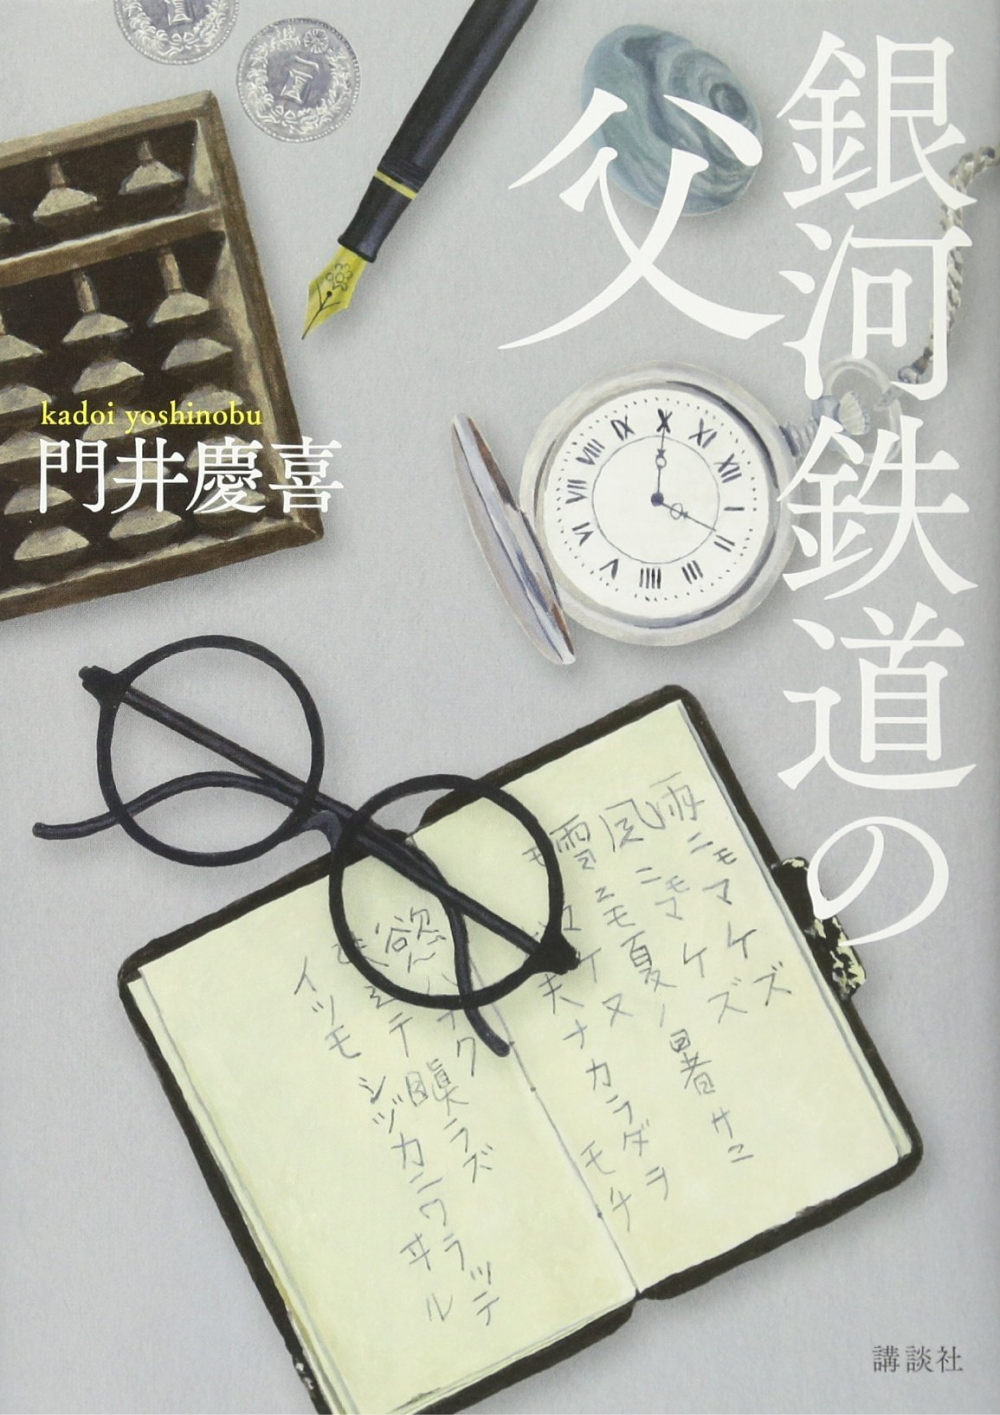 銀河鉄道の
父
kadoi yoshinobu
門井慶喜
雨ニモマケズ
風ニモマケズ
雪ニモ夏ノ暑サニモ
マケヌ
丈夫ナカラダヲモチ
慾ハナク
決シテ瞋ラズ
イツモシヅカニワラッテヰル
講談社